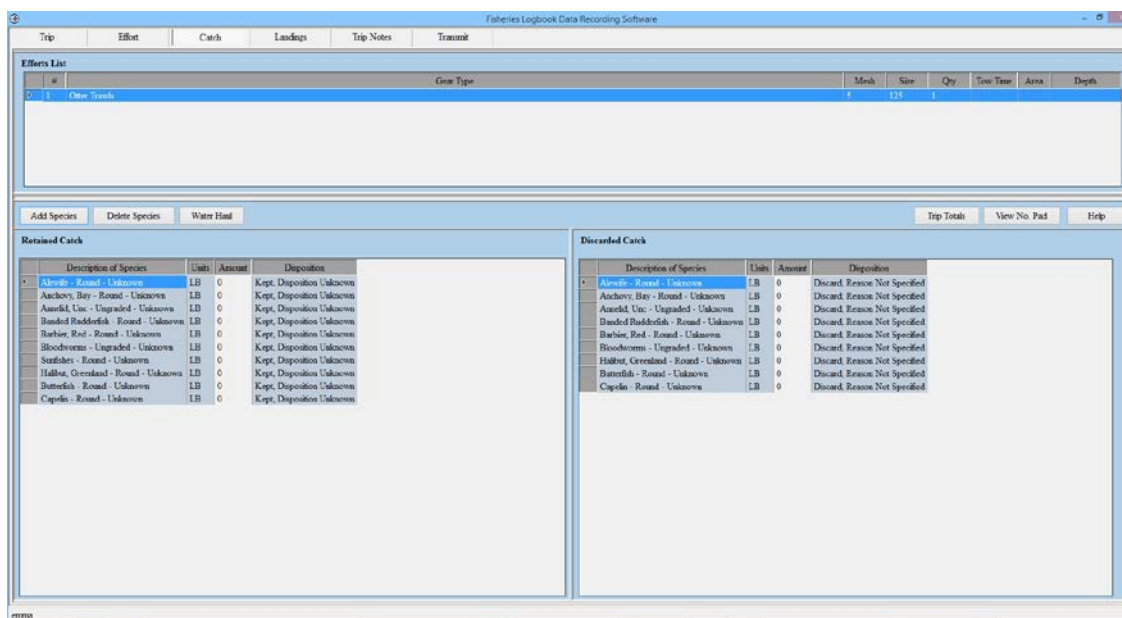 Fisheries Logbook Data Recording Software
Trip Effort Catch Landings Trip Notes Transmit
Efforts List
# Gear Type Mesh Size Qty Tow Time Area Depth
1 Otter Trawls 5 125 1
Add Species Delete Species Water Haul Trip Totals View No. Pad Help
Retained Catch
Description of Species Units Amount Disposition
Alewife - Round - Unknown LB 0 Kept, Disposition Unknown
Anchovy, Bay - Round - Unknown LB 0 Kept, Disposition Unknown
Annelid, Unc - Ungraded - Unknown LB 0 Kept, Disposition Unknown
Banded Rudderfish - Round - Unknown LB 0 Kept, Disposition Unknown
Barbier, Red - Round - Unknown LB 0 Kept, Disposition Unknown
Bloodworms - Ungraded - Unknown LB 0 Kept, Disposition Unknown
Sunfishes - Round - Unknown LB 0 Kept, Disposition Unknown
Halibut, Greenland - Round - Unknown LB 0 Kept, Disposition Unknown
Butterfish - Round - Unknown LB 0 Kept, Disposition Unknown
Capelin - Round - Unknown LB 0 Kept, Disposition Unknown
Discarded Catch
Description of Species Units Amount Disposition
Alewife - Round - Unknown LB 0 Discard, Reason Not Specified
Anchovy, Bay - Round - Unknown LB 0 Discard, Reason Not Specified
Annelid, Unc - Ungraded - Unknown LB 0 Discard, Reason Not Specified
Banded Rudderfish - Round - Unknown LB 0 Discard, Reason Not Specified
Barbier, Red - Round - Unknown LB 0 Discard, Reason Not Specified
Bloodworms - Ungraded - Unknown LB 0 Discard, Reason Not Specified
Halibut, Greenland - Round - Unknown LB 0 Discard, Reason Not Specified
Butterfish - Round - Unknown LB 0 Discard, Reason Not Specified
Capelin - Round - Unknown LB 0 Discard, Reason Not Specified
emma